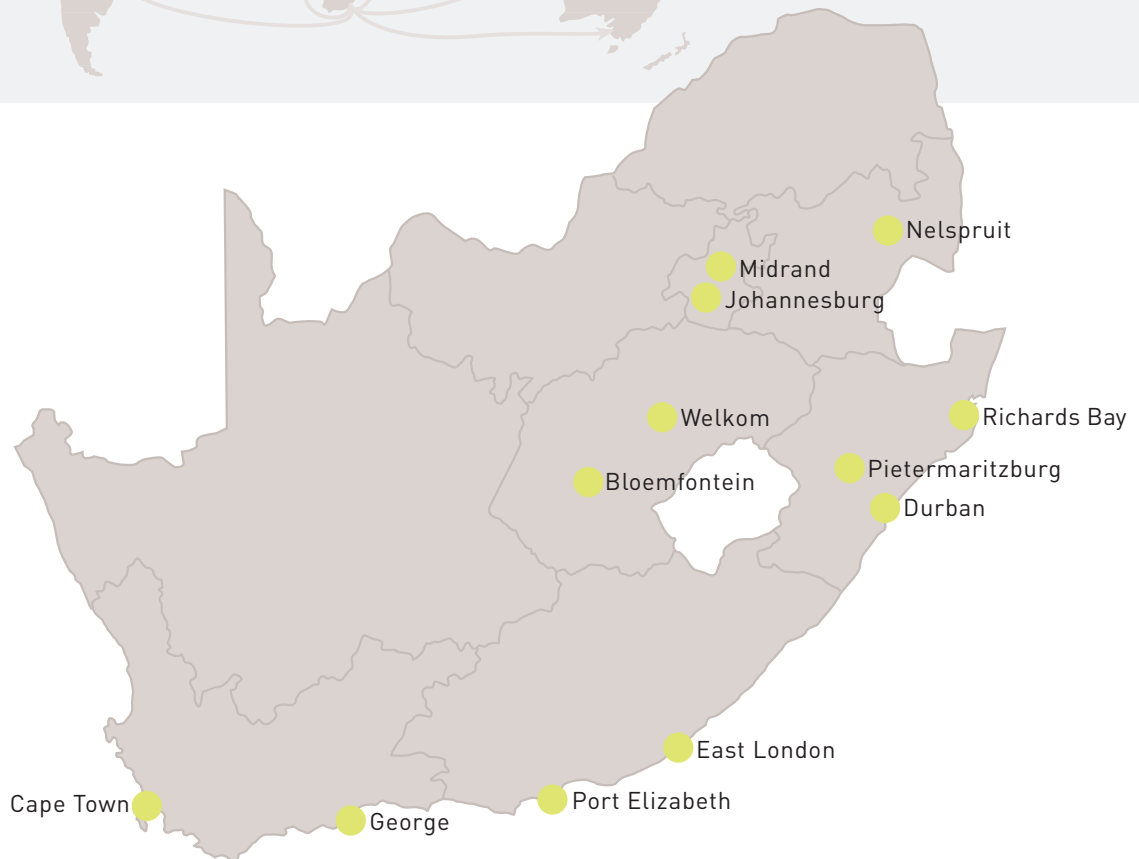 Nelspruit
Midrand
Johannesburg
Welkom
Richards Bay
Pietermaritzburg
Bloemfontein
Durban
East London
Port Elizabeth
Cape Town
George